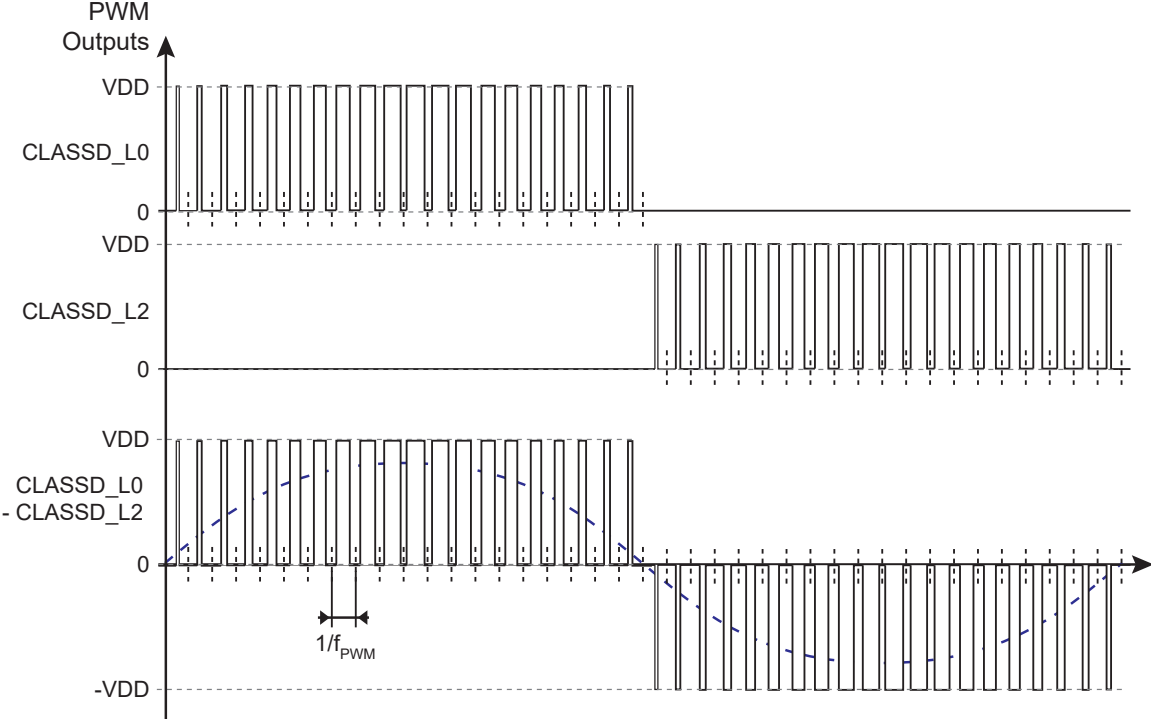 PWM
Outputs
VDD
CLASSD_L0
0
VDD
CLASSD_L2
0
VDD
CLASSD_L0
- CLASSD_L2
0
1/fPWM
-VDD